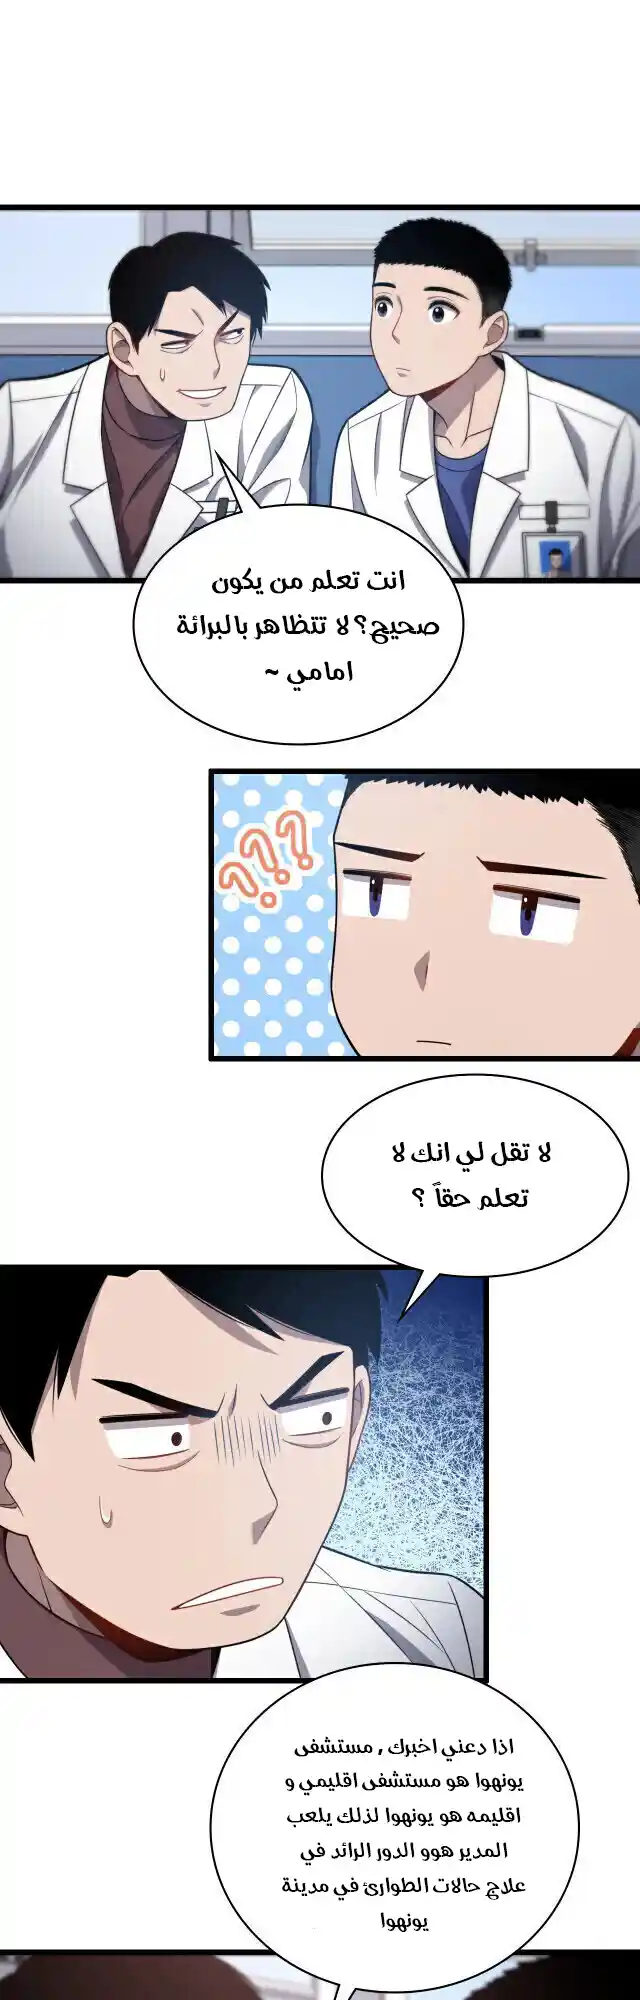 انت تعلم من يكون
صحيح؟ لا تتظاهر بالبرائة
امامي ~
???
لا تقل لي انك لا
تعلم حقاً ؟
اذا دعني اخبرك , مستشفى
يونهوا هو مستشفى اقليمي و
اقليمه هو يونهوا لذلك يلعب
المدير هوو الدور الرائد في
علاج حالات الطوارئ في مدينة
يونهوا